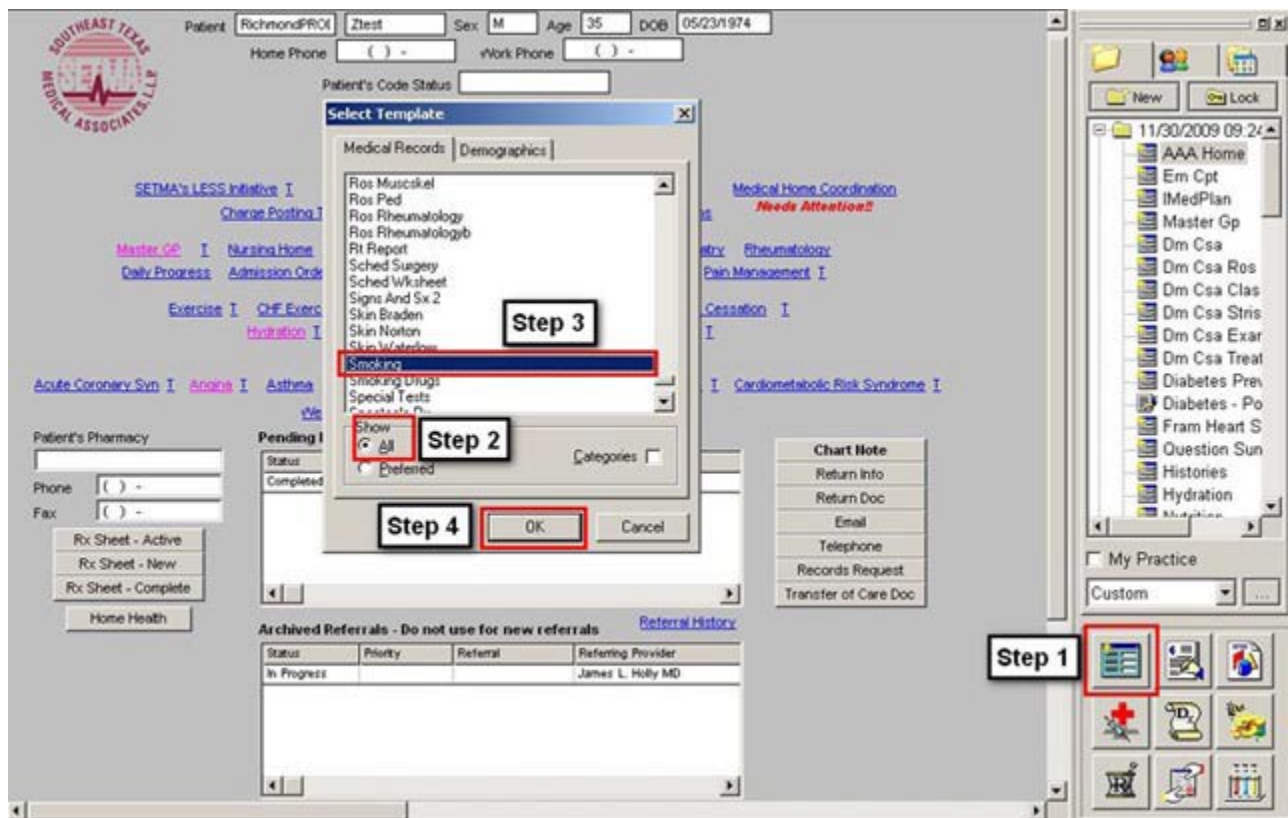 SOUTHEAST TEXAS
SETMA
MEDICAL ASSOCIATES, L.L.P.
Patient RichmondPRO Ztest Sex M Age 35 DOB 05/23/1974
Home Phone ( ) - Work Phone ( ) -
Patient's Code Status
Select Template
Medical Records Demographics
Ros Muscskel
Ros Ped
Ros Rheumatology
Ros Rheumatologyb
Rt Report
Sched Surgery
Sched Wksheet
Signs And Sx 2
Skin Braden
Skin Norton
Skin Waterlow
Smoking
Smoking Drugs
Special Tests
Step 3
Show
All
Preferred
Step 2
Categories
Step 4
OK Cancel
SETMA's LESS Initiative T
Medical Home Coordination
Needs Attention!!
Charge Posting T
Master GP T Nursing Home
Rheumatology
Daily Progress Admission Orde
Pain Management T
Exercise T CHF Exerc
Cessation T
Hydration T
T
Acute Coronary Syn T Angina T Asthma
T Cardiometabolic Risk Syndrome T
Patient's Pharmacy
Phone ( ) -
Fax ( ) -
Rx Sheet - Active
Rx Sheet - New
Rx Sheet - Complete
Home Health
Pending
Status
Completed
Chart Note
Return Info
Return Doc
Email
Telephone
Records Request
Transfer of Care Doc
Archived Referrals - Do not use for new referrals Referral History
Status Priority Referral Referring Provider
In Progress James L. Holly MD
New Lock
11/30/2009 09:24
AAA Home
Em Cpt
IMedPlan
Master Gp
Dm Csa
Dm Csa Ros
Dm Csa Clas
Dm Csa Stris
Dm Csa Exar
Dm Csa Treat
Diabetes Prev
Diabetes - Po
Fram Heart S
Question Sun
Histories
Hydration
Nutrition
My Practice
Custom ...
Step 1